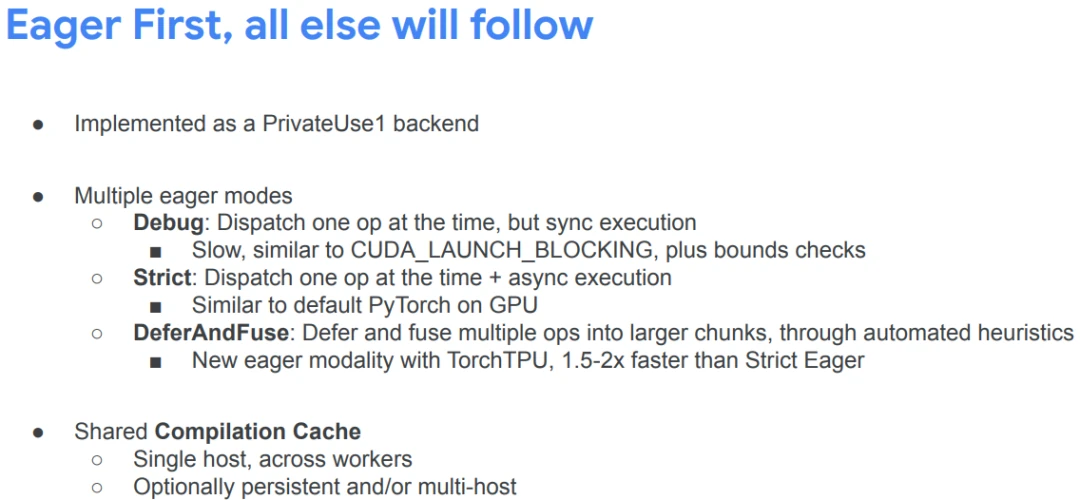 Eager First, all else will follow
● Implemented as a PrivateUse1 backend
● Multiple eager modes
○ Debug: Dispatch one op at the time, but sync execution
■ Slow, similar to CUDA_LAUNCH_BLOCKING, plus bounds checks
○ Strict: Dispatch one op at the time + async execution
■ Similar to default PyTorch on GPU
○ DeferAndFuse: Defer and fuse multiple ops into larger chunks, through automated heuristics
■ New eager modality with TorchTPU, 1.5-2x faster than Strict Eager
● Shared Compilation Cache
○ Single host, across workers
○ Optionally persistent and/or multi-host